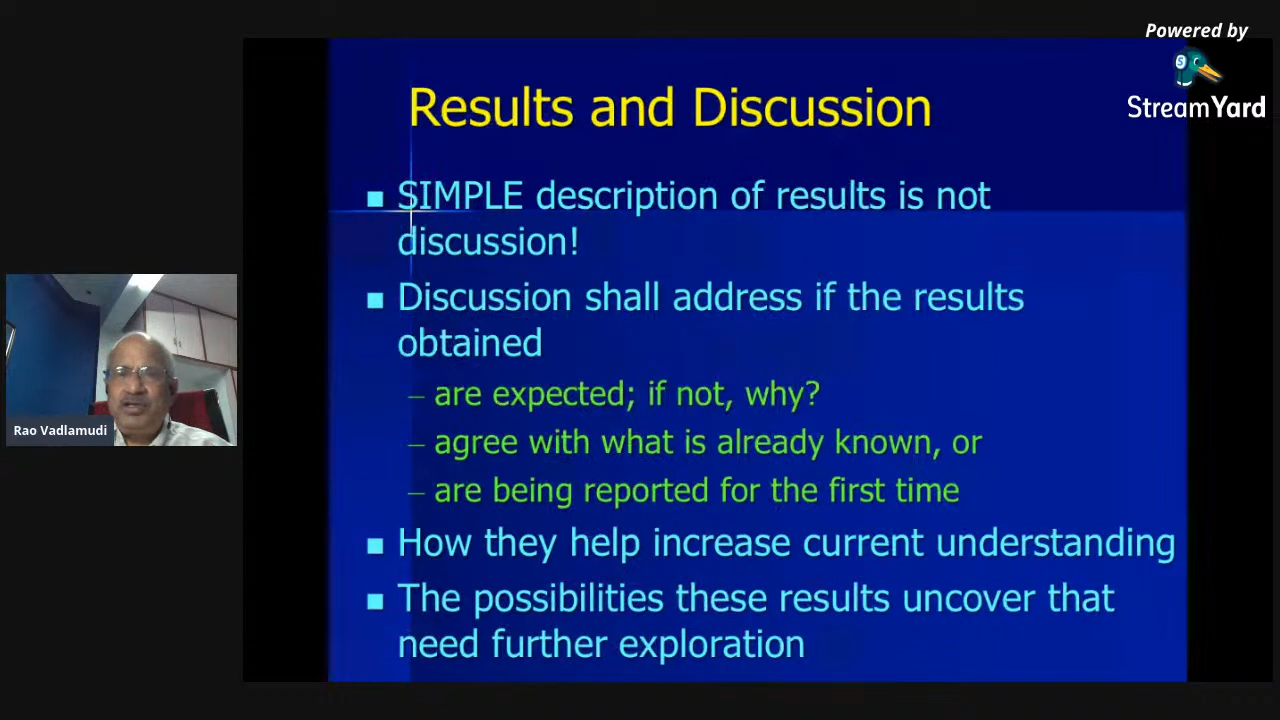 Powered by
StreamYard
Results and Discussion
SIMPLE description of results is not
discussion!
Discussion shall address if the results
obtained
– are expected; if not, why?
– agree with what is already known, or
– are being reported for the first time
How they help increase current understanding
The possibilities these results uncover that
need further exploration
Rao Vadlamudi